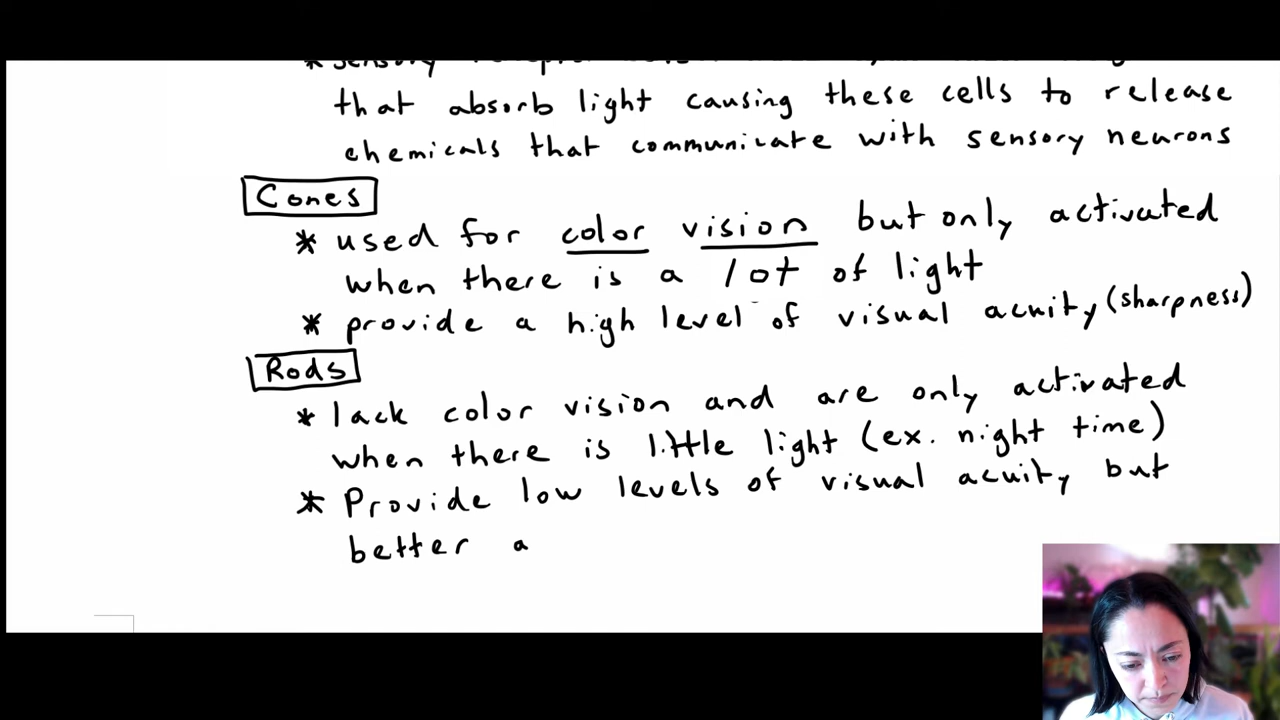 * sensory
that absorb light causing these cells to release
chemicals that communicate with sensory neurons
Cones
* used for color vision but only activated
when there is a lot of light
* provide a high level of visual acuity (sharpness)
Rods
* lack color vision and are only activated
when there is little light (ex. night time)
* Provide low levels of visual acuity but
better a